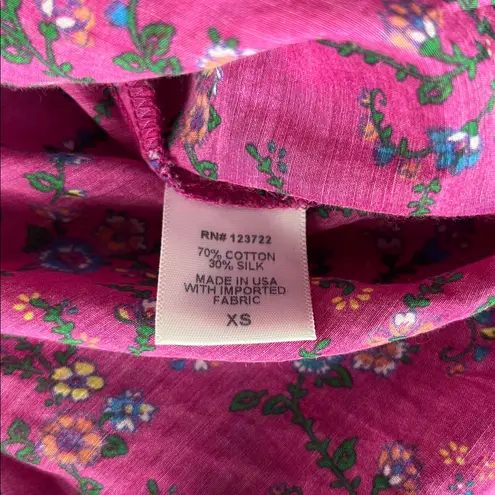 RN# 123722
70% COTTON
30% SILK
MADE IN USA
WITH IMPORTED
FABRIC
XS